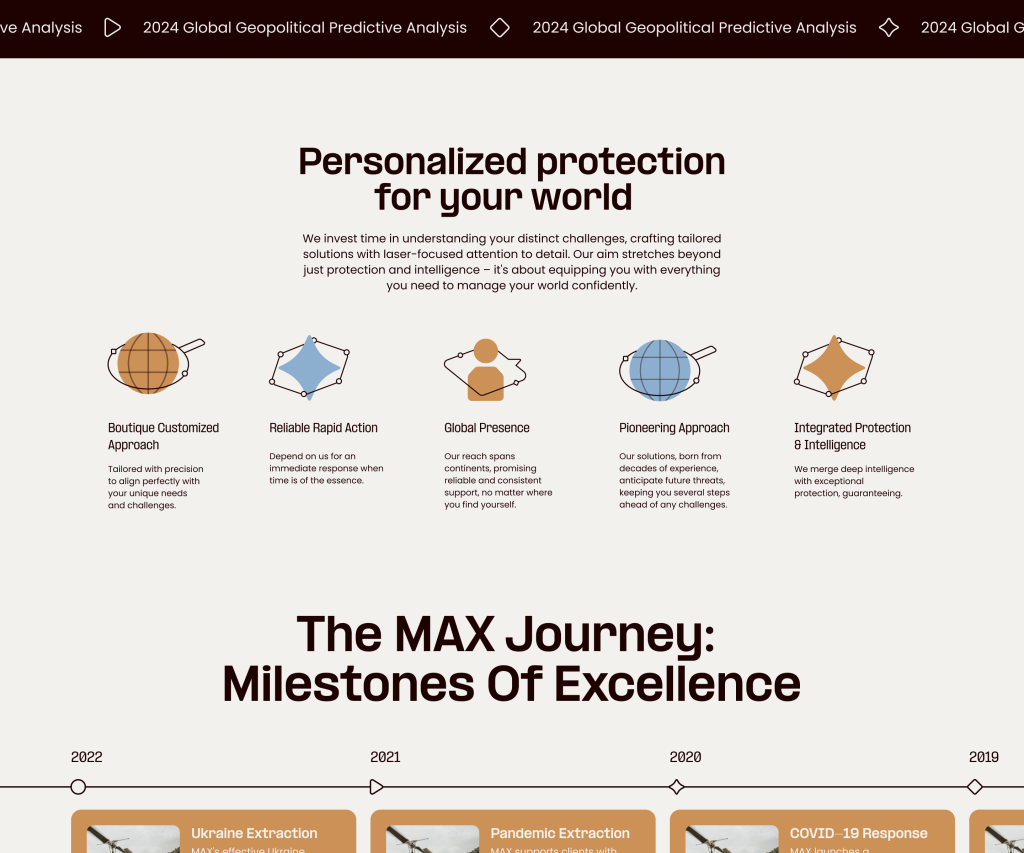 ve Analysis 2024 Global Geopolitical Predictive Analysis 2024 Global Geopolitical Predictive Analysis 2024 Global G
Personalized protection
for your world
We invest time in understanding your distinct challenges, crafting tailored
solutions with laser-focused attention to detail. Our aim stretches beyond
just protection and intelligence – it's about equipping you with everything
you need to manage your world confidently.
Boutique Customized
Approach
Tailored with precision
to align perfectly with
your unique needs
and challenges.
Reliable Rapid Action
Depend on us for an
immediate response when
time is of the essence.
Global Presence
Our reach spans
continents, promising
reliable and consistent
support, no matter where
you find yourself.
Pioneering Approach
Our solutions, born from
decades of experience,
anticipate future threats,
keeping you several steps
ahead of any challenges.
Integrated Protection
& Intelligence
We merge deep intelligence
with exceptional
protection, guaranteeing.
The MAX Journey:
Milestones Of Excellence
2022
2021
2020
2019
Ukraine Extraction
MAX's effective Ukraine
Pandemic Extraction
MAX supports clients with
COVID-19 Response
MAX launches a